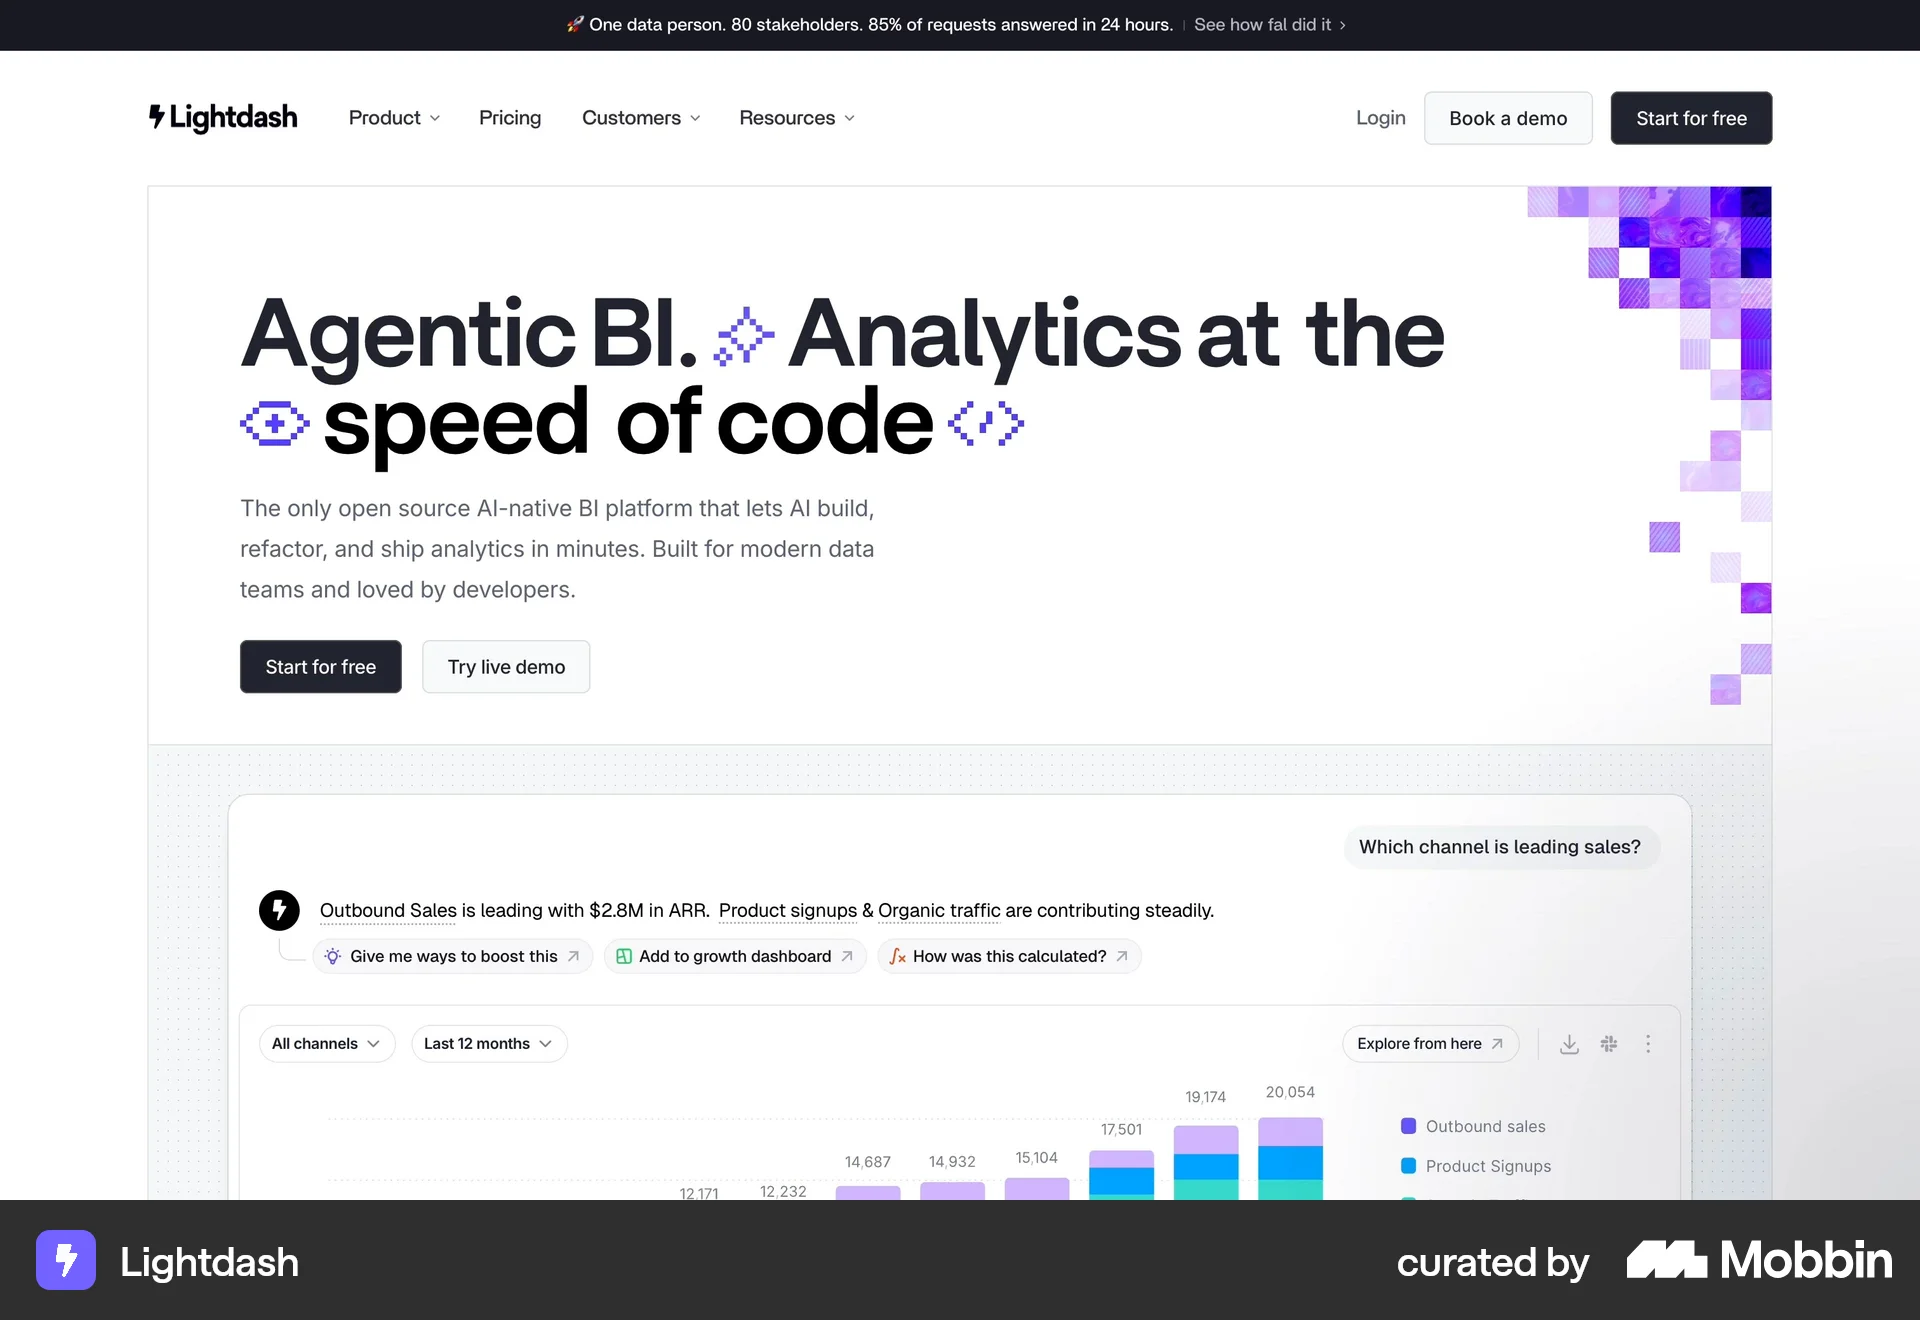 🚀 One data person. 80 stakeholders. 85% of requests answered in 24 hours. | See how fal did it ›
Lightdash
Product
Pricing
Customers
Resources
Login
Book a demo
Start for free
Agentic BI. Analytics at the
speed of code
The only open source AI-native BI platform that lets AI build,
refactor, and ship analytics in minutes. Built for modern data
teams and loved by developers.
Start for free
Try live demo
Which channel is leading sales?
Outbound Sales is leading with $2.8M in ARR. Product signups & Organic traffic are contributing steadily.
Give me ways to boost this
Add to growth dashboard
How was this calculated?
All channels
Last 12 months
Explore from here
12,171
12,232
14,687
14,932
15,104
17,501
19,174
20,054
Outbound sales
Product Signups
Lightdash
curated by Mobbin